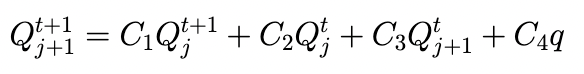 $Q_{j+1}^{t+1} = C_1 Q_j^{t+1} + C_2 Q_j^t + C_3 Q_{j+1}^t + C_4 q$